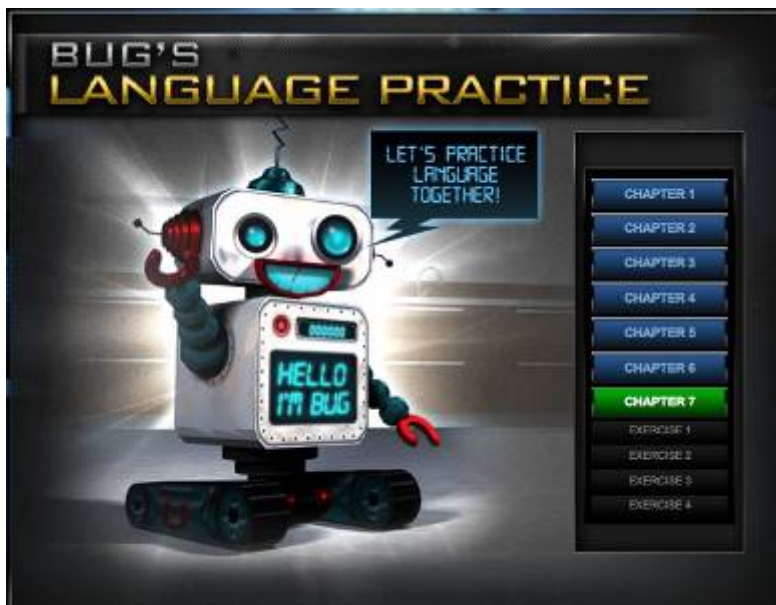 BUG'S
LANGUAGE PRACTICE
LET'S PRACTICE
LANGUAGE
TOGETHER!
HELLO
I'M BUG
CHAPTER 1
CHAPTER 2
CHAPTER 3
CHAPTER 4
CHAPTER 5
CHAPTER 6
CHAPTER 7
EXERCISE 1
EXERCISE 2
EXERCISE 3
EXERCISE 4